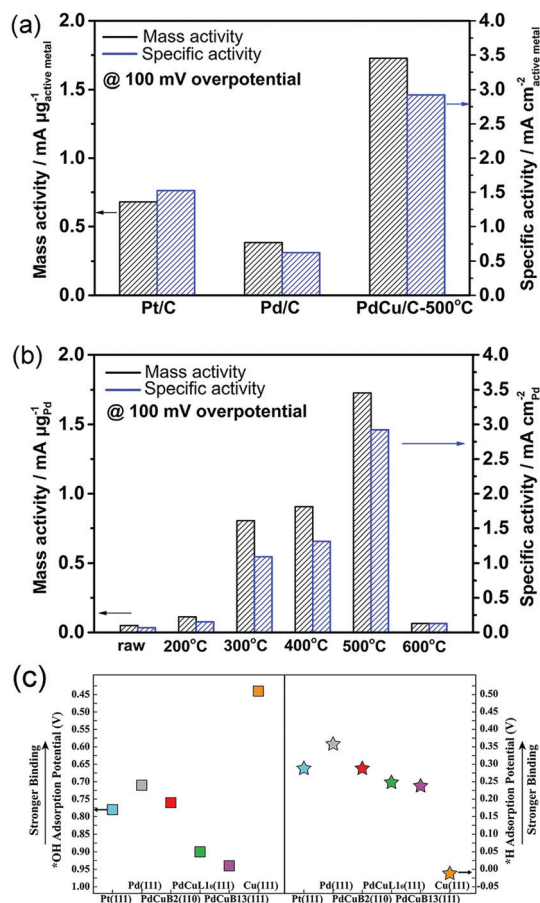 (a)
Mass activity
Specific activity
@ 100 mV overpotential
Mass activity / mA μg⁻¹active metal
Specific activity / mA cm⁻²active metal
2.0
1.5
1.0
0.5
0.0
4.0
3.5
3.0
2.5
2.0
1.5
1.0
0.5
0.0
Pt/C Pd/C PdCu/C-500°C
(b)
Mass activity
Specific activity
@ 100 mV overpotential
Mass activity / mA μg⁻¹Pd
Specific activity / mA cm⁻²Pd
2.0
1.5
1.0
0.5
0.0
4.0
3.5
3.0
2.5
2.0
1.5
1.0
0.5
0.0
raw 200°C 300°C 400°C 500°C 600°C
(c)
Stronger Binding
*OH Adsorption Potential (V)
0.45
0.50
0.55
0.60
0.65
0.70
0.75
0.80
0.85
0.90
0.95
1.00
Pd(111) PdCuL1₀(111) Cu(111)
Pt(111) PdCuB2(110) PdCuB13(111)
Pd(111) PdCuL1₀(111) Cu(111)
Pt(111) PdCuB2(110) PdCuB13(111)
0.50
0.45
0.40
0.35
0.30
0.25
0.20
0.15
0.10
0.05
0.00
-0.05
*H Adsorption Potential (V)
Stronger Binding